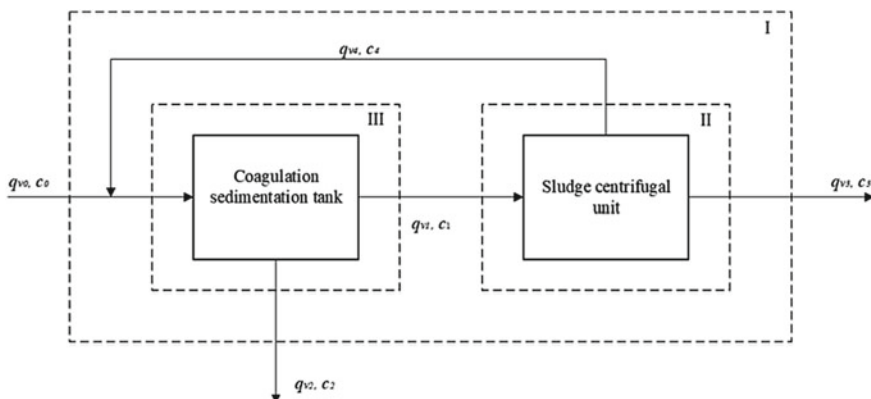 I
qv4, c4
III
II
Coagulation
sedimentation tank
Sludge centrifugal
unit
qv0, c0
qv3, c3
qv1, c1
qv2, c2